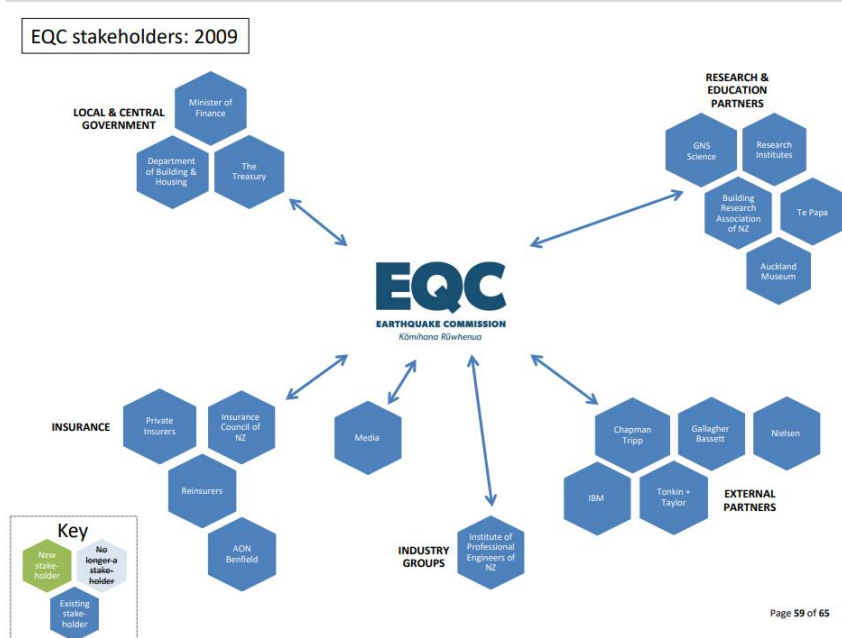 EQC stakeholders: 2009
LOCAL & CENTRAL
GOVERNMENT
Minister of
Finance
Department
of Building &
Housing
The
Treasury
RESEARCH &
EDUCATION
PARTNERS
GNS
Science
Research
Institutes
Building
Research
Association
of NZ
Te Papa
Auckland
Museum
EQC
EARTHQUAKE COMMISSION
Kōmihana Rūwhenua
INSURANCE
Private
Insurers
Insurance
Council of
NZ
Reinsurers
AON
Benfield
Media
INDUSTRY
GROUPS
Institute of
Professional
Engineers of
NZ
Chapman
Tripp
Gallagher
Bassett
Nielsen
IBM
Tonkin +
Taylor
EXTERNAL
PARTNERS
Key
New
stake-
holder
No
longer a
stake-
holder
Existing
stake-
holder
Page 59 of 65